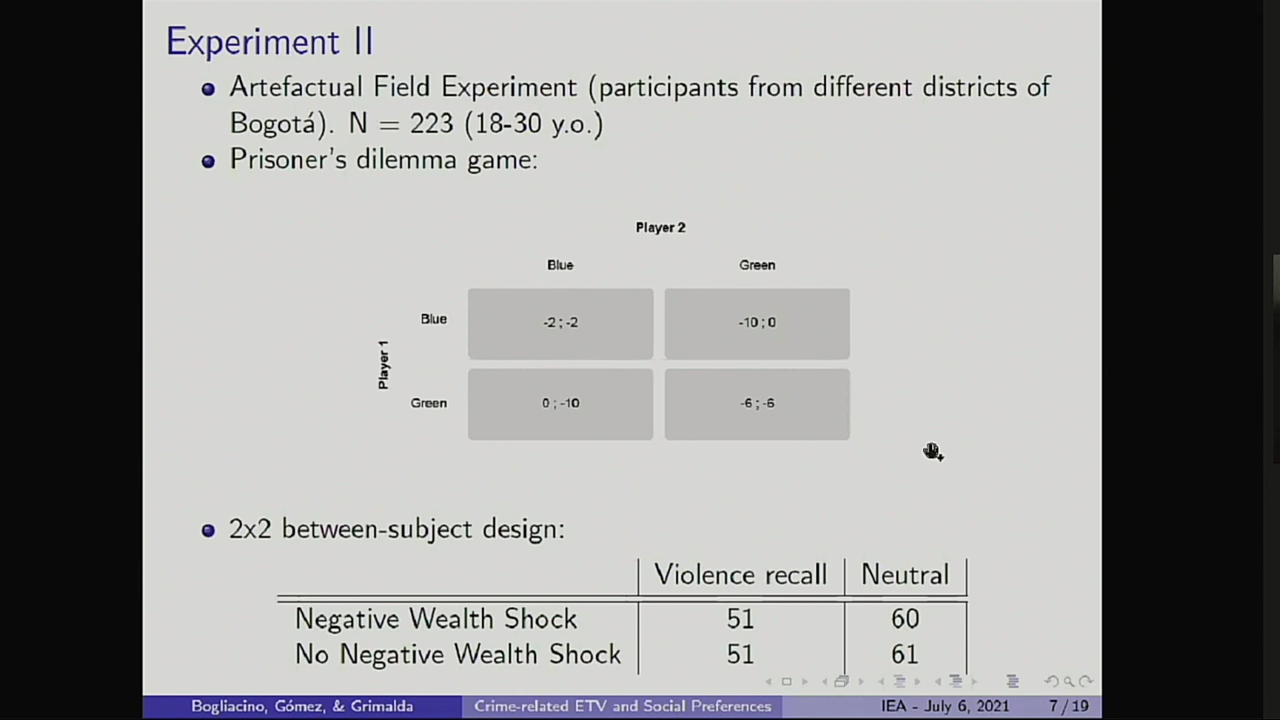 Experiment II
Artefactual Field Experiment (participants from different districts of
Bogotá). N = 223 (18-30 y.o.)
Prisoner's dilemma game:
Player 2
Blue Green
Player 1
Blue -2 ; -2 -10 ; 0
Green 0 ; -10 -6 ; -6
2x2 between-subject design:
Violence recall Neutral
Negative Wealth Shock 51 60
No Negative Wealth Shock 51 61
Bogliacino, Gómez, & Grimalda Crime-related ETV and Social Preferences IEA - July 6, 2021 7 / 19